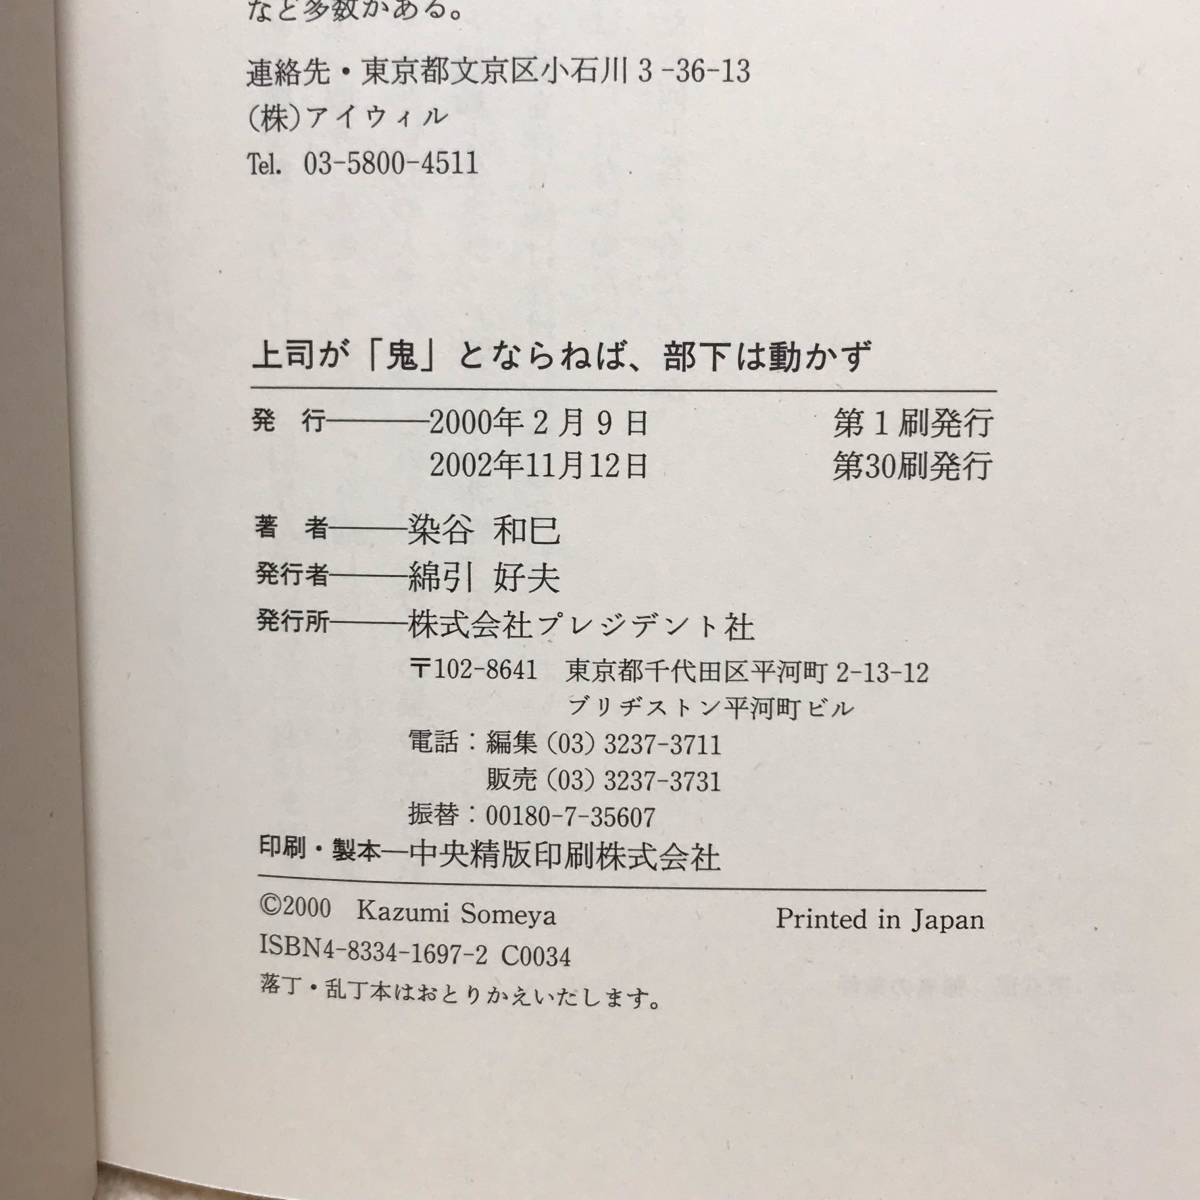 など多数がある。
連絡先・東京都文京区小石川3-36-13
(株)アイウィル
Tel. 03-5800-4511
上司が「鬼」とならねば、部下は動かず
発 行――2000年2月9日 第1刷発行
2002年11月12日 第30刷発行
著 者――染谷 和巳
発行者――綿引 好夫
発行所――株式会社プレジデント社
〒102-8641 東京都千代田区平河町2-13-12
ブリヂストン平河町ビル
電話:編集(03)3237-3711
販売(03)3237-3731
振替:00180-7-35607
印刷・製本―中央精版印刷株式会社
©2000 Kazumi Someya Printed in Japan
ISBN4-8334-1697-2 C0034
落丁・乱丁本はおとりかえいたします。